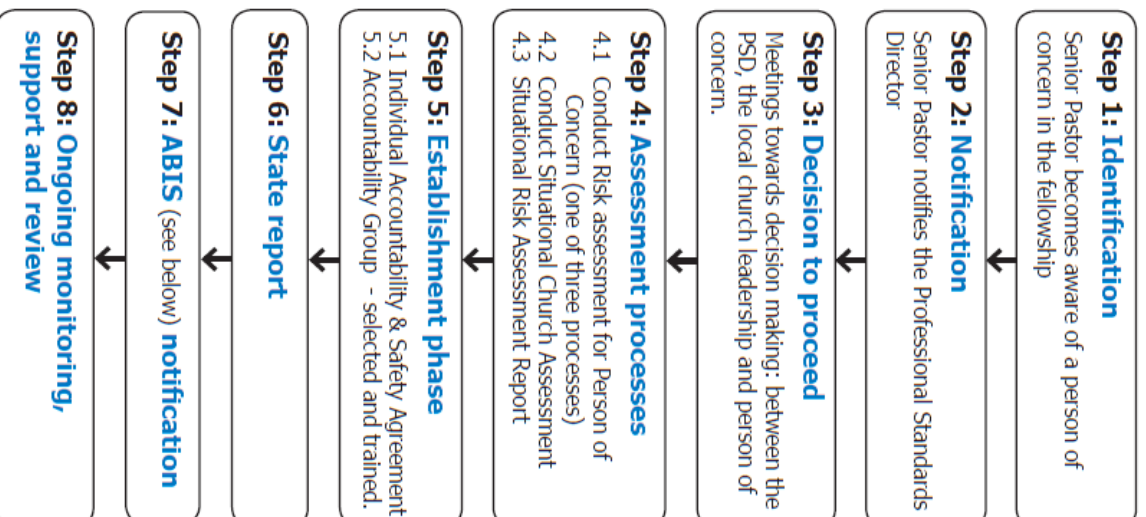 Step 1: Identification
Senior Pastor becomes aware of a person of
concern in the fellowship
Step 2: Notification
Senior Pastor notifies the Professional Standards
Director
Step 3: Decision to proceed
Meetings towards decision making: between the
PSD, the local church leadership and person of
concern.
Step 4: Assessment processes
4.1 Conduct Risk assessment for Person of
Concern (one of three processes)
4.2 Conduct Situational Church Assessment
4.3 Situational Risk Assessment Report
Step 5: Establishment phase
5.1 Individual Accountability & Safety Agreement
5.2 Accountability Group - selected and trained.
Step 6: State report
Step 7: ABIS (see below) notification
Step 8: Ongoing monitoring,
support and review